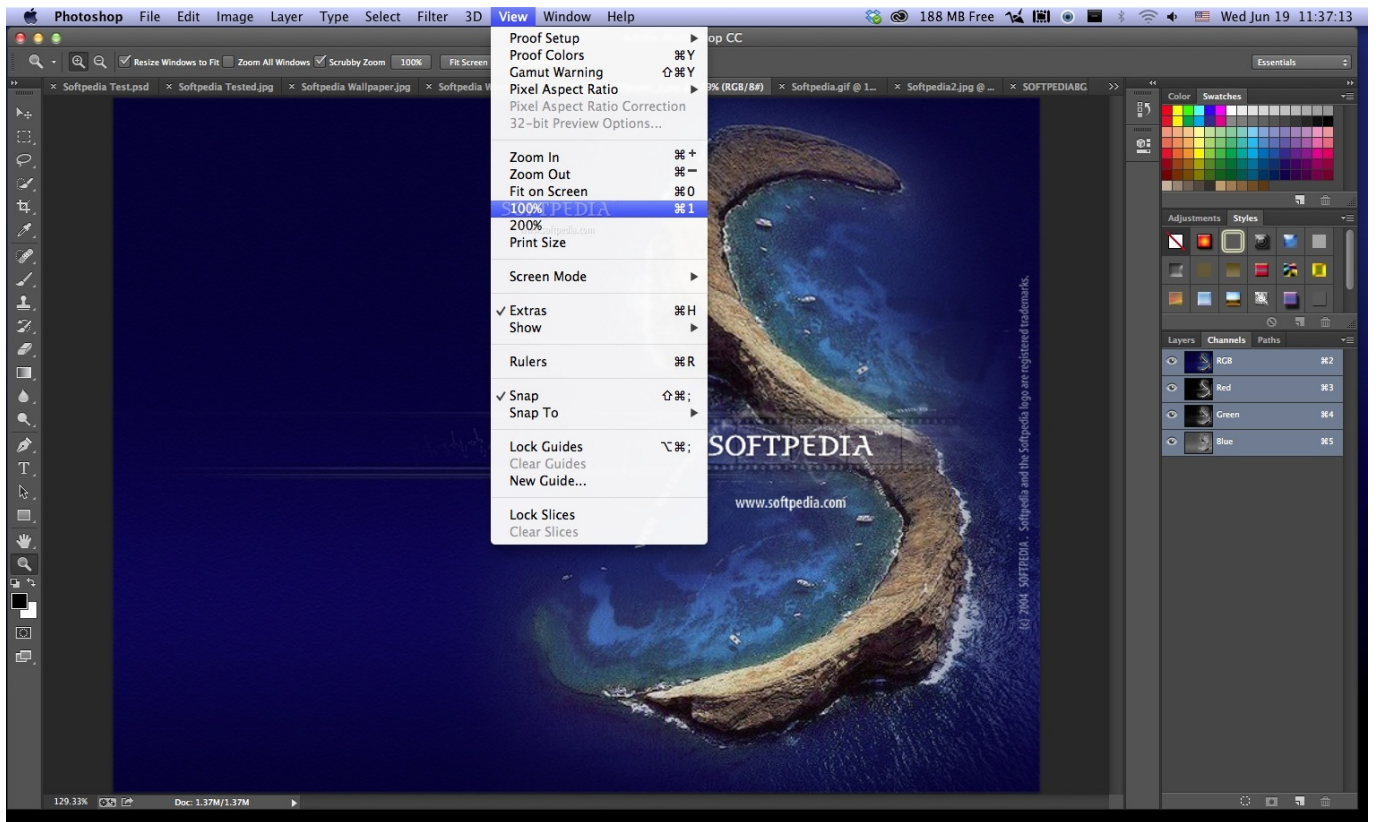 Photoshop File Edit Image Layer Type Select Filter 3D View Window Help 188 MB Free Wed Jun 19 11:37:13
op CC
Resize Windows to Fit Zoom All Windows Scrubby Zoom 100% Fit Screen Essentials
× Softpedia Test.psd × Softpedia Tested.jpg × Softpedia Wallpaper.jpg × Softpedia W 9% (RGB/8#) × Softpedia.gif @ 1... × Softpedia2.jpg @ ... × SOFTPEDIABG
Proof Setup ▶
Proof Colors ⌘Y
Gamut Warning ⇧⌘Y
Pixel Aspect Ratio ▶
Pixel Aspect Ratio Correction
32-bit Preview Options...
Zoom In ⌘+
Zoom Out ⌘−
Fit on Screen ⌘0
100% ⌘1
200%
Print Size
Screen Mode ▶
✓ Extras ⌘H
Show ▶
Rulers ⌘R
✓ Snap ⇧⌘;
Snap To ▶
Lock Guides ⌥⌘;
Clear Guides
New Guide...
Lock Slices
Clear Slices
SOFTPEDIA™
www.softpedia.com
(c) 2004 SOFTPEDIA. Softpedia and the Softpedia logo are registered trademarks.
Color Swatches
Adjustments Styles
Layers Channels Paths
RGB ⌘2
Red ⌘3
Green ⌘4
Blue ⌘5
129.33% Doc: 1.37M/1.37M